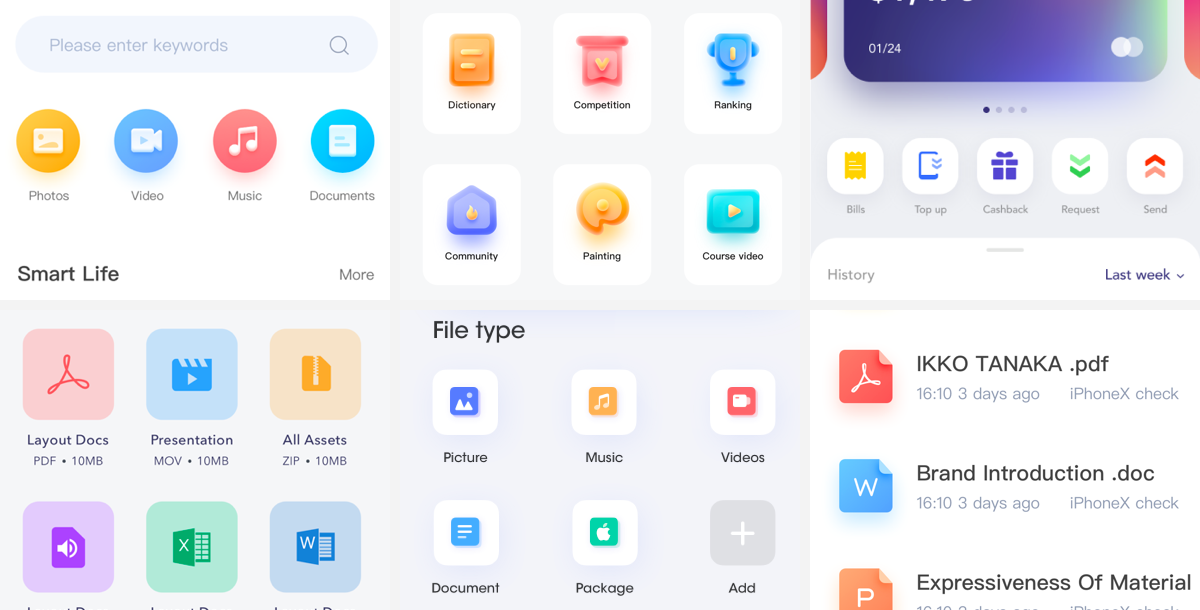 Please enter keywords
Photos
Video
Music
Documents
Smart Life
More
Dictionary
Competition
Ranking
Community
Painting
Course video
01/24
Bills
Top up
Cashback
Request
Send
History
Last week
Layout Docs
PDF • 10MB
Presentation
MOV • 10MB
All Assets
ZIP • 10MB
X
W
File type
Picture
Music
Videos
Document
Package
Add
IKKO TANAKA .pdf
16:10 3 days ago
iPhoneX check
W
Brand Introduction .doc
16:10 3 days ago
iPhoneX check
P
Expressiveness Of Material